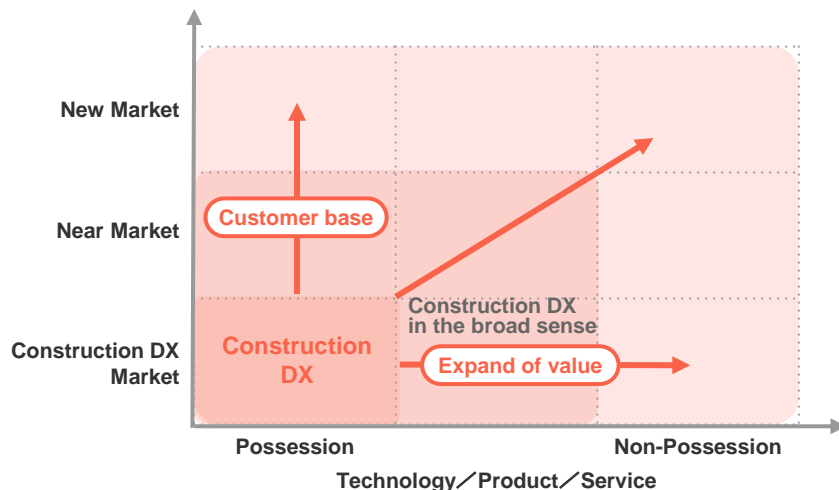 New Market
Customer base
Near Market
Construction DX
in the broad sense
Construction DX
Market
Construction
DX
Expand of value
Possession
Non-Possession
Technology／Product／Service